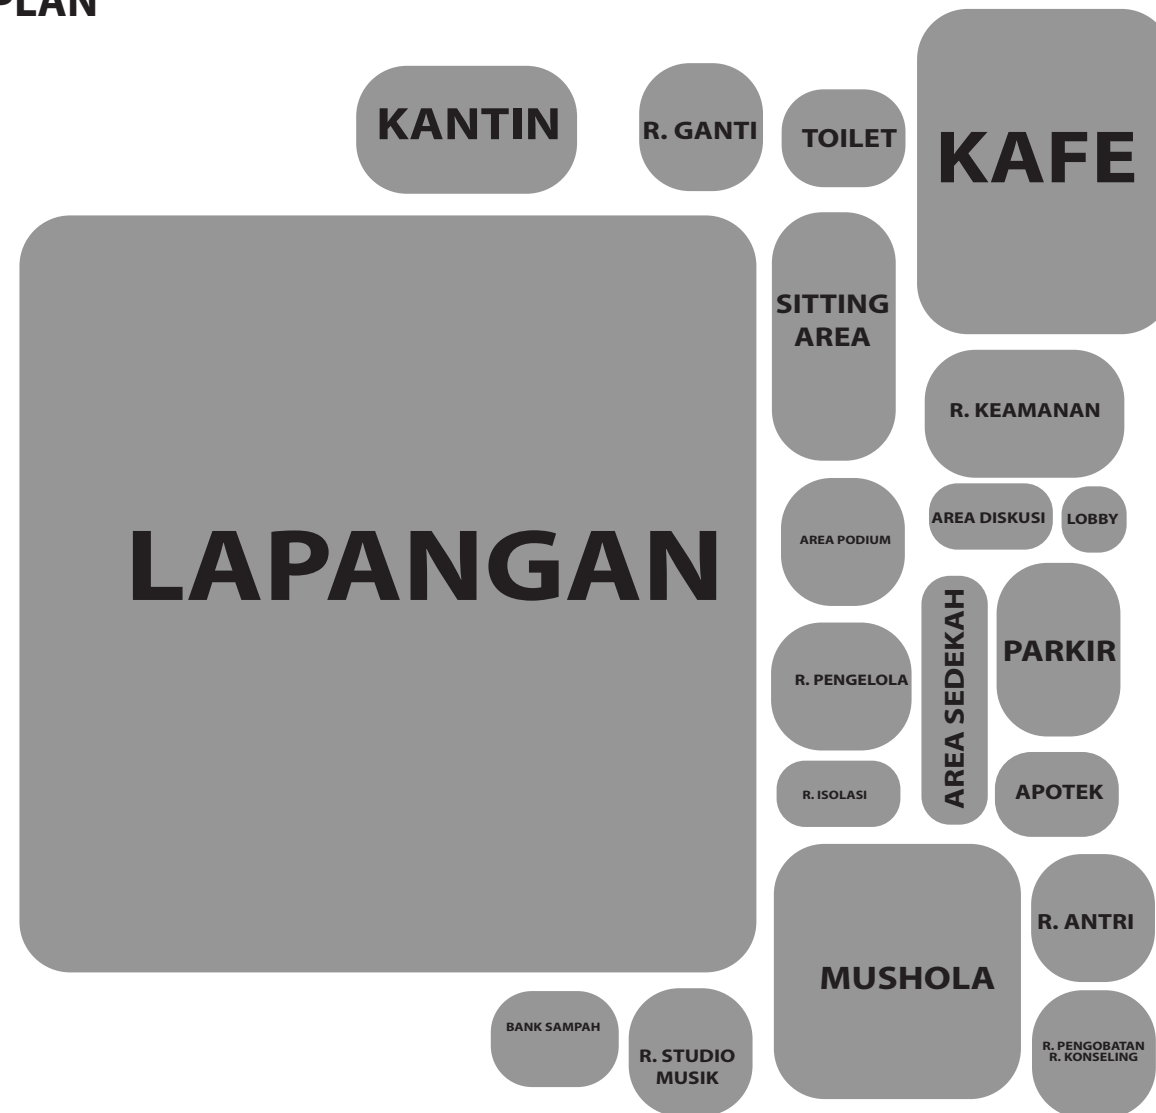 PLAN
KANTIN
R. GANTI
TOILET
KAFE
SITTING
AREA
R. KEAMANAN
AREA DISKUSI
LOBBY
LAPANGAN
AREA PODIUM
AREA SEDEKAH
PARKIR
R. PENGELOLA
R. ISOLASI
APOTEK
R. ANTRI
MUSHOLA
BANK SAMPAH
R. STUDIO
MUSIK
R. PENGOBATAN
R. KONSELING